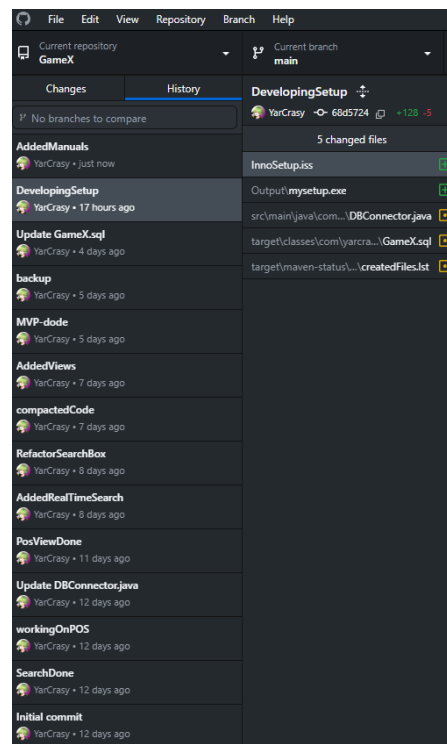 File Edit View Repository Branch Help
Current repository
GameX
Current branch
main
Changes History
No branches to compare
AddedManuals
YarCrasy • just now
DevelopingSetup
YarCrasy • 17 hours ago
Update GameX.sql
YarCrasy • 4 days ago
backup
YarCrasy • 5 days ago
MVP-dode
YarCrasy • 5 days ago
AddedViews
YarCrasy • 7 days ago
compactedCode
YarCrasy • 7 days ago
RefactorSearchBox
YarCrasy • 8 days ago
AddedRealTimeSearch
YarCrasy • 8 days ago
PosViewDone
YarCrasy • 11 days ago
Update DBConnector.java
YarCrasy • 12 days ago
workingOnPOS
YarCrasy • 12 days ago
SearchDone
YarCrasy • 12 days ago
Initial commit
YarCrasy • 12 days ago
DevelopingSetup
YarCrasy 68d5724 +128 -5
5 changed files
InnoSetup.iss
Output\mysetup.exe
src\main\java\com...\DBConnector.java
target\classes\com\yarcra...\GameX.sql
target\maven-status\...\createdFiles.lst